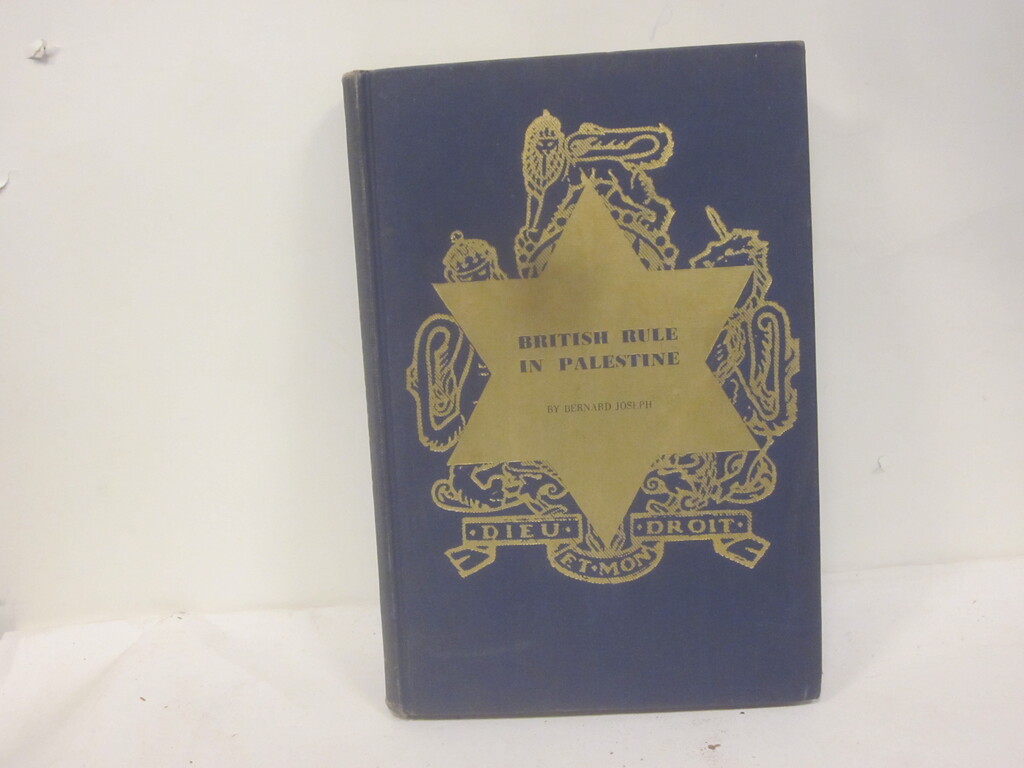 BRITISH RULE
IN PALESTINE
BY BERNARD JOSEPH
DIEU DROIT
ET·MON